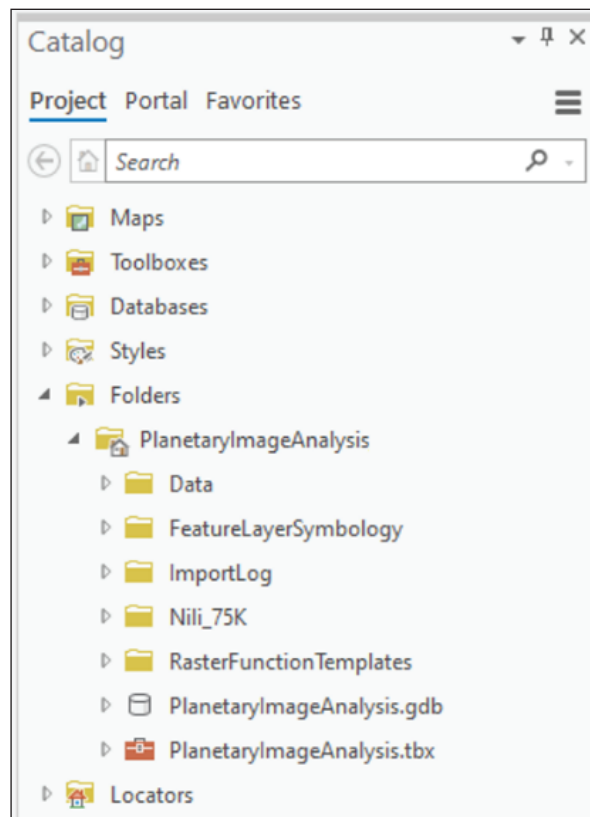 Catalog
Project Portal Favorites
Search
Maps
Toolboxes
Databases
Styles
Folders
PlanetaryImageAnalysis
Data
FeatureLayerSymbology
ImportLog
Nili_75K
RasterFunctionTemplates
PlanetaryImageAnalysis.gdb
PlanetaryImageAnalysis.tbx
Locators